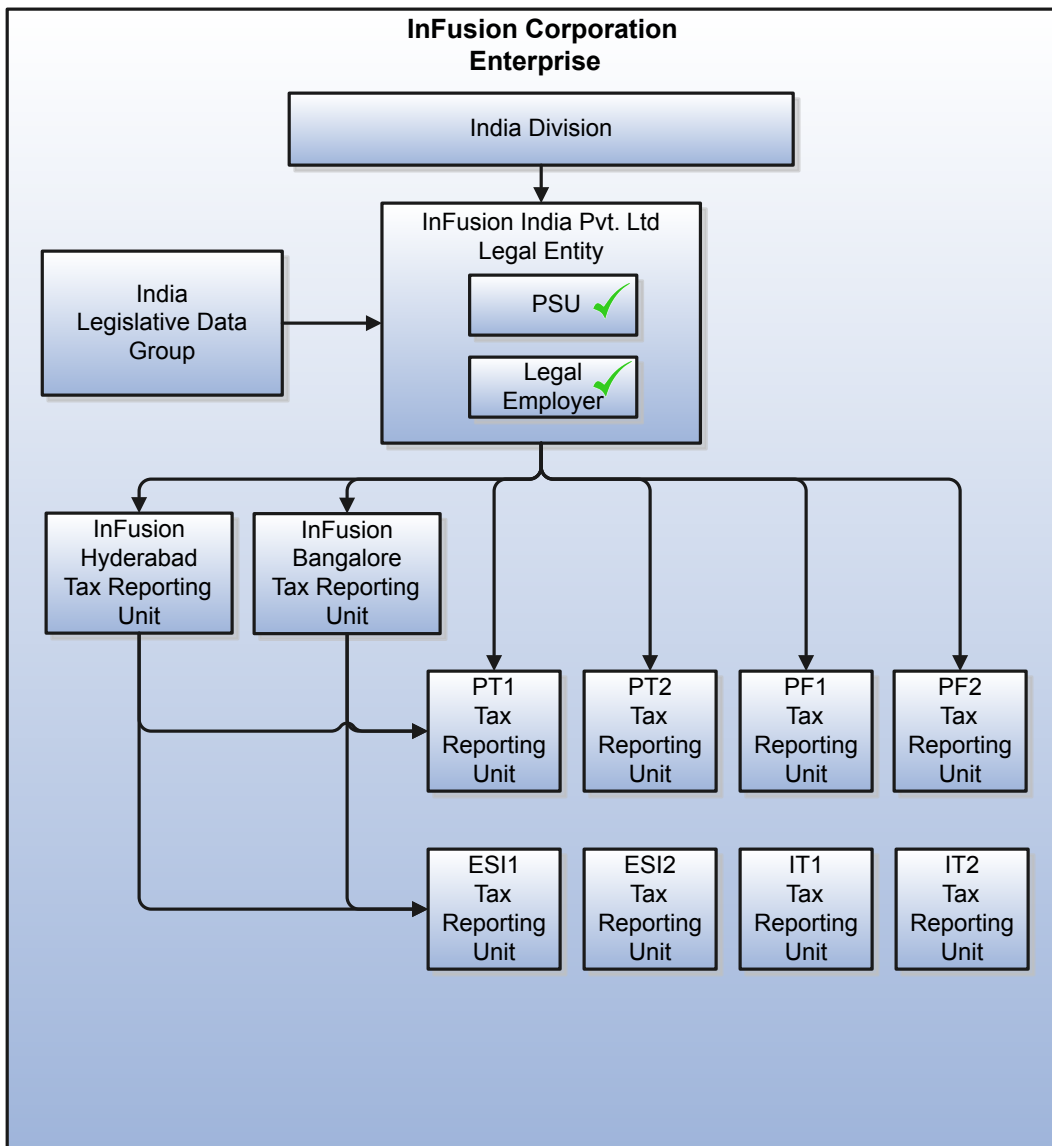 InFusion Corporation
Enterprise
India Division
InFusion India Pvt. Ltd
Legal Entity
PSU
Legal
Employer
India
Legislative Data
Group
InFusion
Hyderabad
Tax Reporting
Unit
InFusion
Bangalore
Tax Reporting
Unit
PT1
Tax
Reporting
Unit
PT2
Tax
Reporting
Unit
PF1
Tax
Reporting
Unit
PF2
Tax
Reporting
Unit
ESI1
Tax
Reporting
Unit
ESI2
Tax
Reporting
Unit
IT1
Tax
Reporting
Unit
IT2
Tax
Reporting
Unit